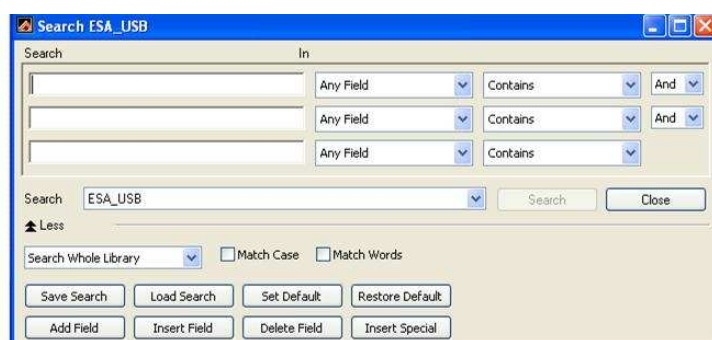 Search ESA_USB
Search In
Any Field Contains And
Any Field Contains And
Any Field Contains
Search ESA_USB Search Close
Less
Search Whole Library Match Case Match Words
Save Search Load Search Set Default Restore Default
Add Field Insert Field Delete Field Insert Special